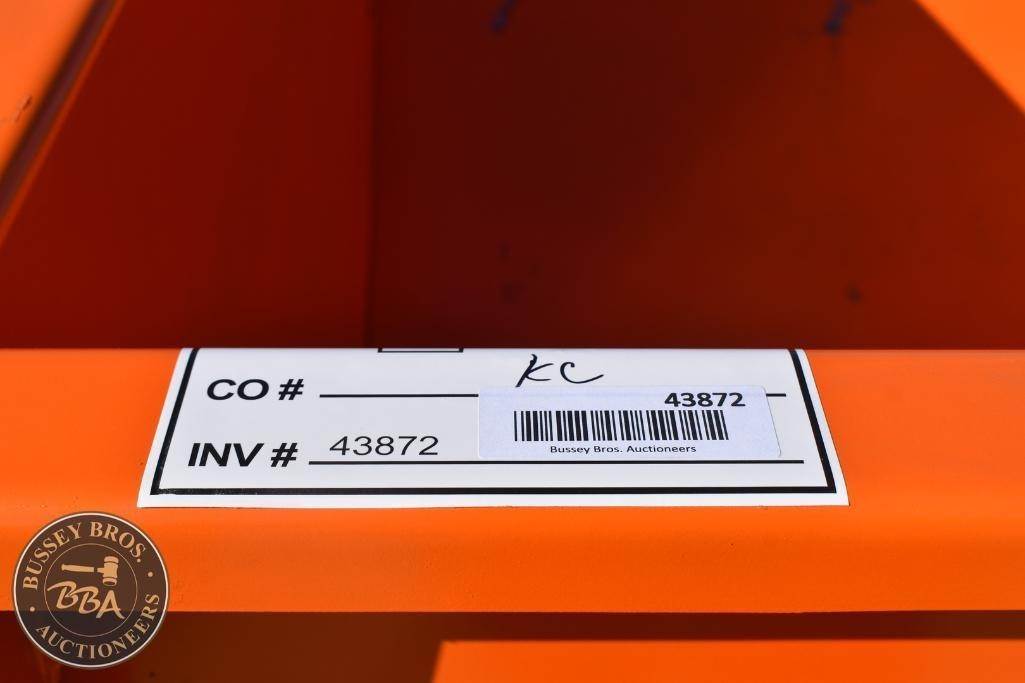 CO # KC
43872
INV # 43872
Bussey Bros. Auctioneers
BUSSEY BROS.
BBA
AUCTIONEERS